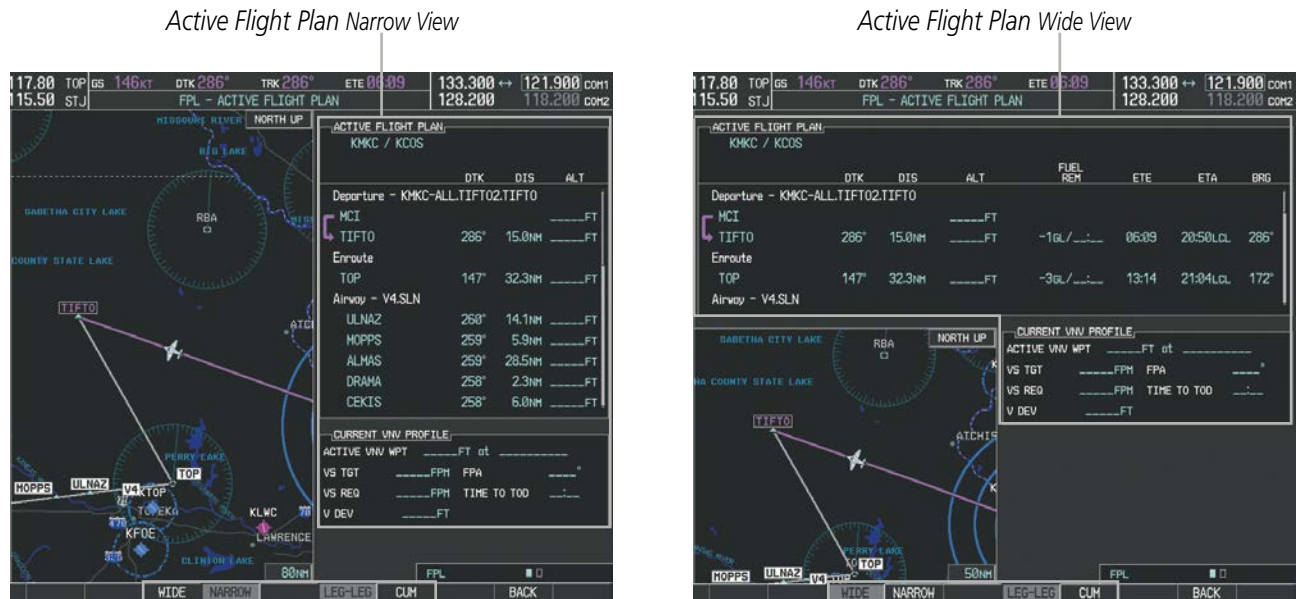 Active Flight Plan Narrow View
117.80 TOP GS 146KT DTK 286° TRK 286° ETE 06:09 133.300 ↔ 121.900 COM1
115.50 STJ FPL - ACTIVE FLIGHT PLAN 128.200 118.200 COM2
MISSOURI RIVER
NORTH UP
BIG LAKE
SABETHA CITY LAKE
RBA
COUNTY STATE LAKE
TIFTO
PERRY LAKE
TOP
HOPPS
ULNAZ
V4
KTOP
TOPEKA
KLWC
70
470
KFOE
LAWRENCE
CLINTON LAKE
80NM
ACTIVE FLIGHT PLAN
KMKC / KCOS
DTK DIS ALT
Departure - KMKC-ALL.TIFTO2.TIFTO
MCI _____FT
TIFTO 286° 15.0NM _____FT
Enroute
TOP 147° 32.3NM _____FT
Airway - V4.SLN
ULNAZ 260° 14.1NM _____FT
HOPPS 259° 5.9NM _____FT
ALMAS 259° 28.5NM _____FT
DRAMA 258° 2.3NM _____FT
CEKIS 258° 6.0NM _____FT
CURRENT VNV PROFILE
ACTIVE VNV WPT _____FT at __________
VS TGT _____FPM FPA ____°
VS REQ _____FPM TIME TO TOD __:__
V DEV _____FT
FPL
WIDE NARROW LEG-LEG CUM BACK
Active Flight Plan Wide View
117.80 TOP GS 146KT DTK 286° TRK 286° ETE 06:09 133.300 ↔ 121.900 COM1
115.50 STJ FPL - ACTIVE FLIGHT PLAN 128.200 118.200 COM2
ACTIVE FLIGHT PLAN
KMKC / KCOS
DTK DIS ALT FUEL REM ETE ETA BRG
Departure - KMKC-ALL.TIFTO2.TIFTO
MCI _____FT
TIFTO 286° 15.0NM _____FT -1GL/__:__ 06:09 20:50LCL 286°
Enroute
TOP 147° 32.3NM _____FT -3GL/__:__ 13:14 21:04LCL 172°
Airway - V4.SLN
SABETHA CITY LAKE
RBA
NORTH UP
NA COUNTY STATE LAKE
TIFTO
ATCHIS
PERRY LAKE
TOP
HOPPS
ULNAZ
V4
50NM
CURRENT VNV PROFILE
ACTIVE VNV WPT _____FT at __________
VS TGT _____FPM FPA ____°
VS REQ _____FPM TIME TO TOD __:__
V DEV _____FT
FPL
WIDE NARROW LEG-LEG CUM BACK